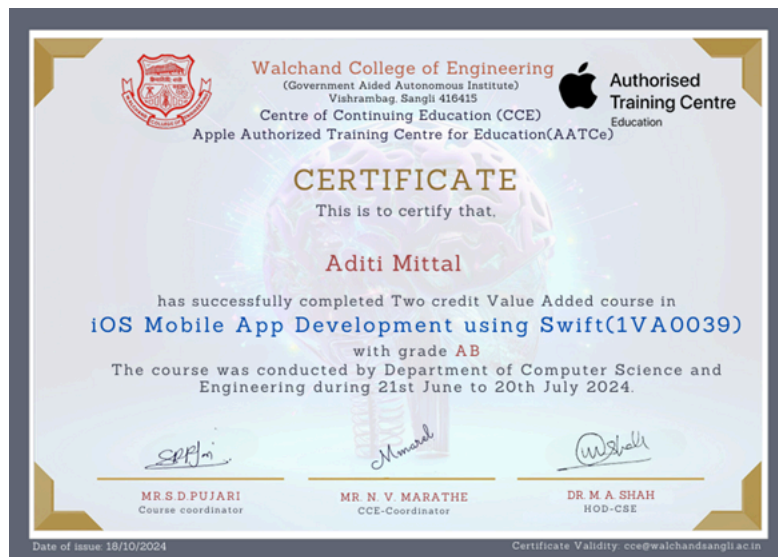 Walchand College of Engineering
(Government Aided Autonomous Institute)
Vishrambag, Sangli 416415
Centre of Continuing Education (CCE)
Apple Authorized Training Centre for Education(AATCe)
Authorised
Training Centre
Education
CERTIFICATE
This is to certify that,
Aditi Mittal
has successfully completed Two credit Value Added course in
iOS Mobile App Development using Swift(1VA0039)
with grade AB
The course was conducted by Department of Computer Science and
Engineering during 21st June to 20th July 2024.
MR.S.D.PUJARI
Course coordinator
MR. N. V. MARATHE
CCE-Coordinator
DR. M. A. SHAH
HOD-CSE
Date of issue: 18/10/2024
Certificate Validity: cce@walchandsangli.ac.in